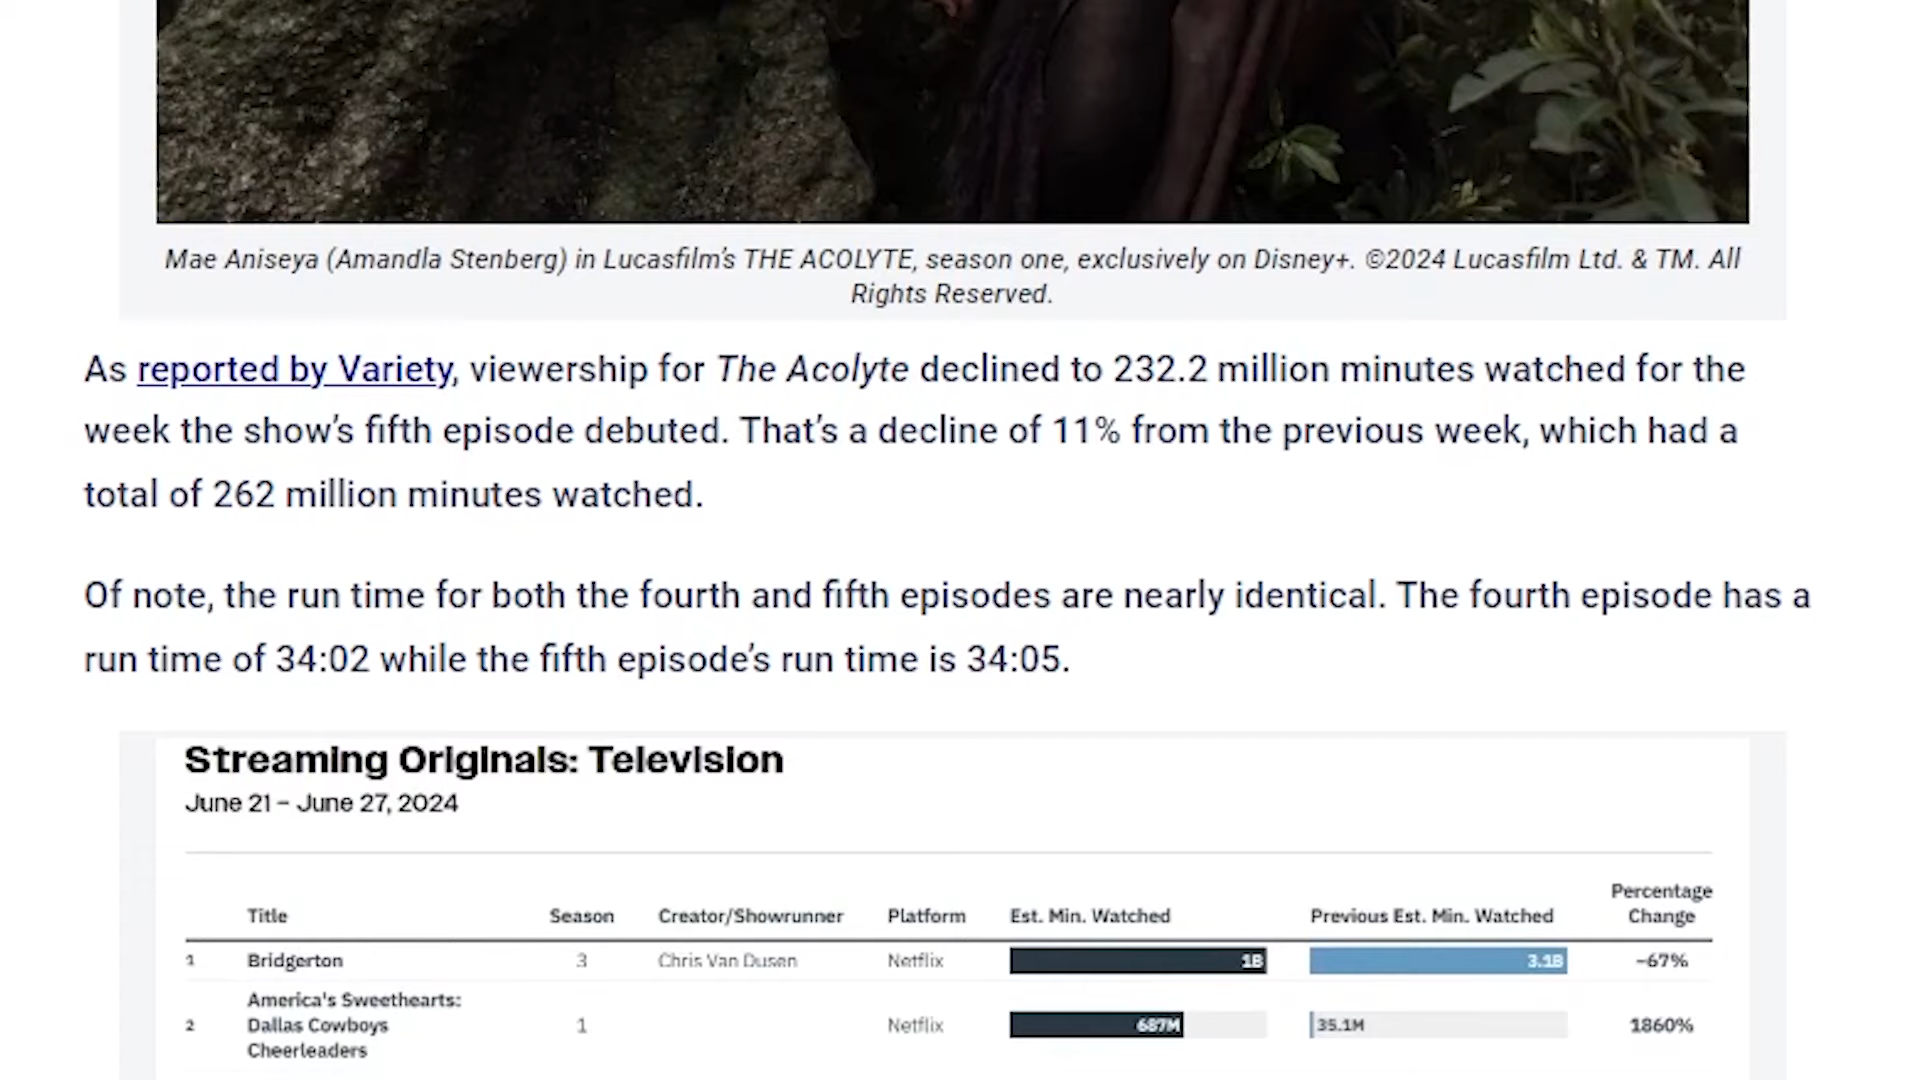 Mae Aniseya (Amandla Stenberg) in Lucasfilm's THE ACOLYTE, season one, exclusively on Disney+. ©2024 Lucasfilm Ltd. & TM. All
Rights Reserved.
As reported by Variety, viewership for The Acolyte declined to 232.2 million minutes watched for the
week the show's fifth episode debuted. That's a decline of 11% from the previous week, which had a
total of 262 million minutes watched.
Of note, the run time for both the fourth and fifth episodes are nearly identical. The fourth episode has a
run time of 34:02 while the fifth episode's run time is 34:05.
Streaming Originals: Television
June 21 – June 27, 2024
Title Season Creator/Showrunner Platform Est. Min. Watched Previous Est. Min. Watched Percentage Change
1 Bridgerton 3 Chris Van Dusen Netflix 1B 3.1B -67%
2 America's Sweethearts: Dallas Cowboys Cheerleaders 1 Netflix 687M 35.1M 1860%